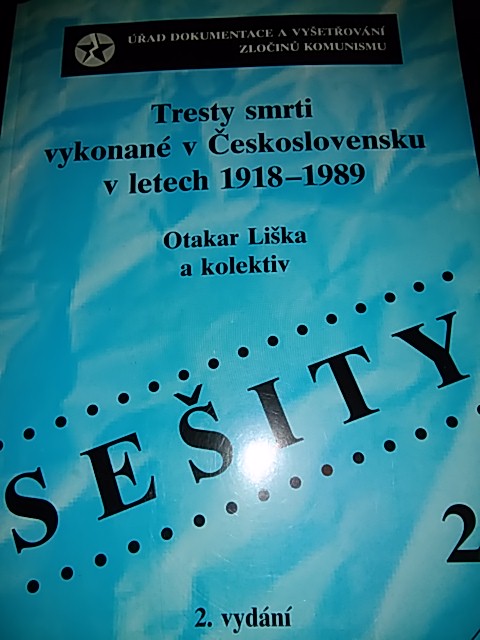 ÚŘAD DOKUMENTACE A VYŠETŘOVÁNÍ
ZLOČINŮ KOMUNISMU
Tresty smrti
vykonané v Československu
v letech 1918–1989
Otakar Liška
a kolektiv
SEŠITY
2
2. vydání